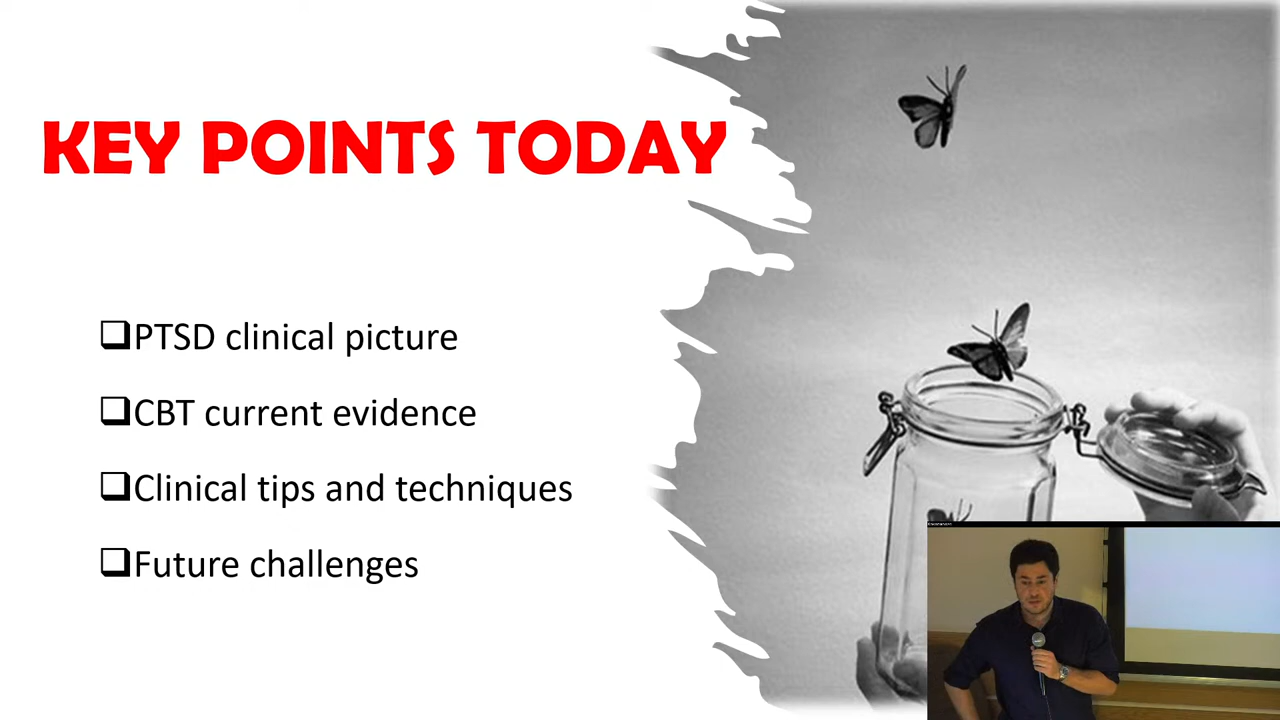 KEY POINTS TODAY
PTSD clinical picture
CBT current evidence
Clinical tips and techniques
Future challenges